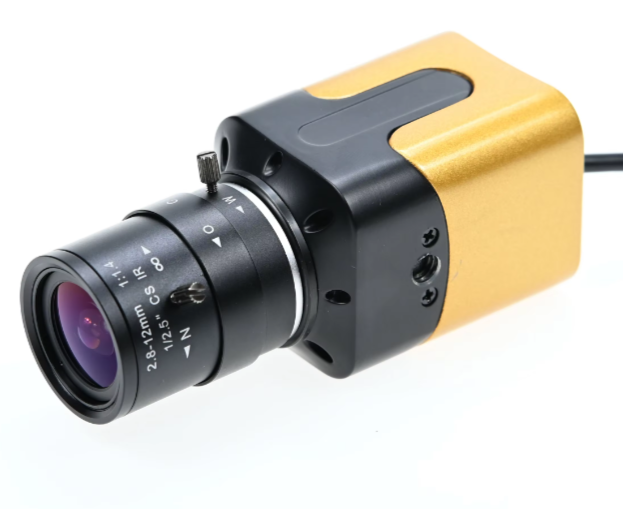 1:1.4
2.8-12mm
1/2.5" CS IR
∞
◄ N
◄ O
◄ W